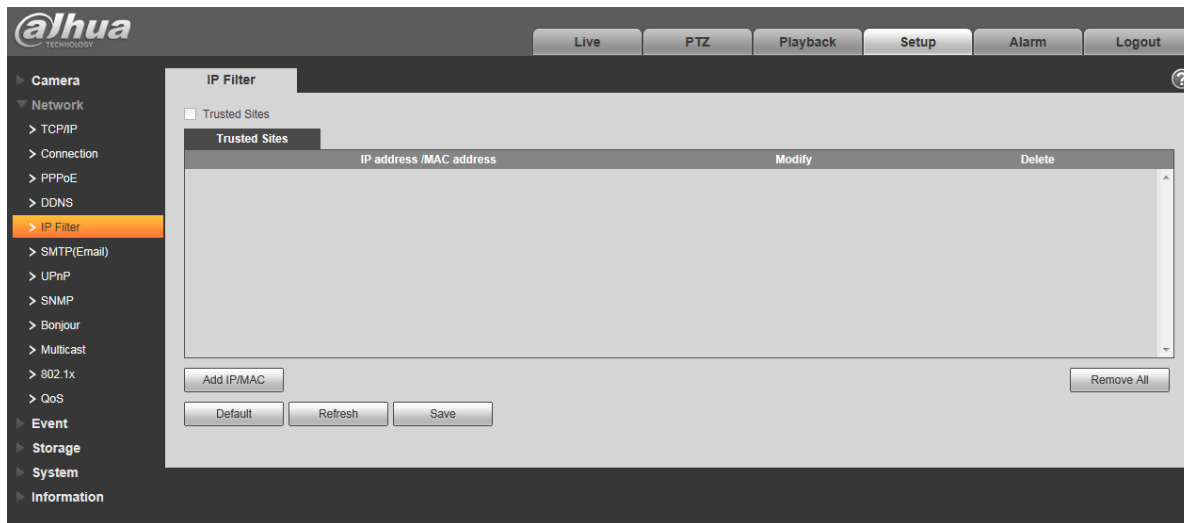 alhua
TECHNOLOGY
Live PTZ Playback Setup Alarm Logout
Camera
Network
> TCP/IP
> Connection
> PPPoE
> DDNS
> IP Filter
> SMTP(Email)
> UPnP
> SNMP
> Bonjour
> Multicast
> 802.1x
> QoS
Event
Storage
System
Information
IP Filter
?
Trusted Sites
Trusted Sites
IP address /MAC address Modify Delete
Add IP/MAC Remove All
Default Refresh Save